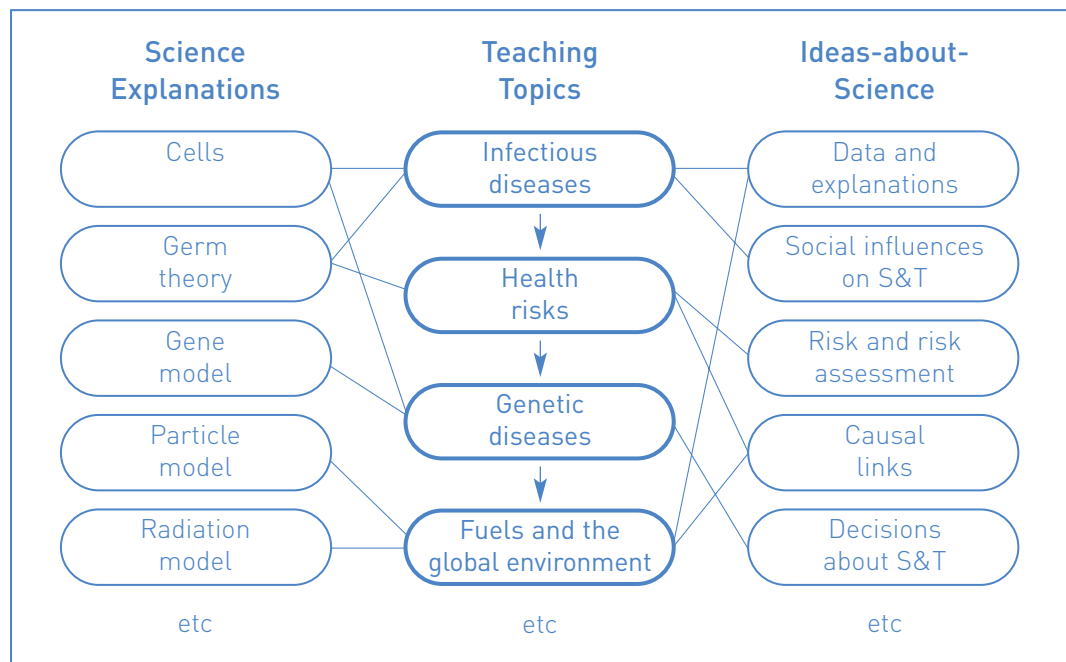 Science
Explanations
Cells
Germ
theory
Gene
model
Particle
model
Radiation
model
etc
Teaching
Topics
Infectious
diseases
Health
risks
Genetic
diseases
Fuels and the
global environment
etc
Ideas-about-
Science
Data and
explanations
Social influences
on S&T
Risk and risk
assessment
Causal
links
Decisions
about S&T
etc